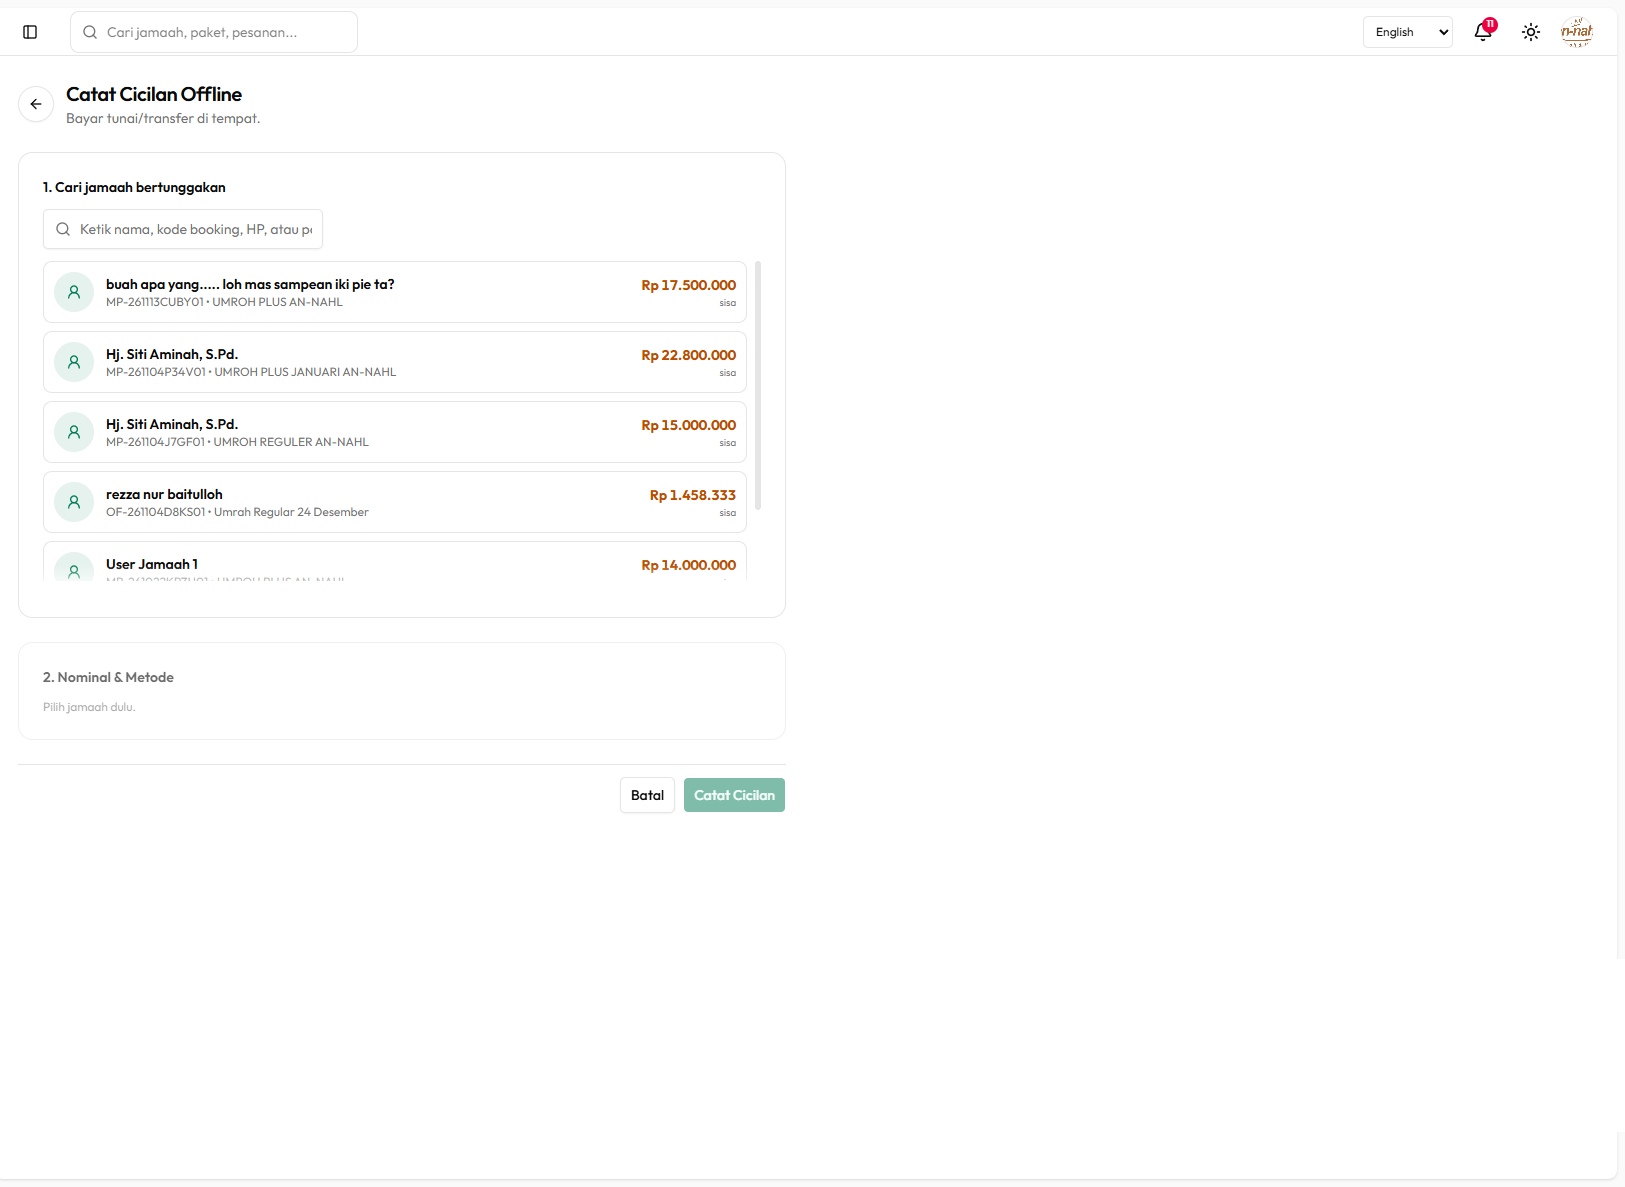 Cari jamaah, paket, pesanan...
English
11
n-nah
Catat Cicilan Offline
Bayar tunai/transfer di tempat.
1. Cari jamaah bertunggakan
Ketik nama, kode booking, HP, atau pe
buah apa yang..... loh mas sampean iki pie ta?
Rp 17.500.000
MP-261113CUBY01 • UMROH PLUS AN-NAHL
sisa
Hj. Siti Aminah, S.Pd.
Rp 22.800.000
MP-261104P34V01 • UMROH PLUS JANUARI AN-NAHL
sisa
Hj. Siti Aminah, S.Pd.
Rp 15.000.000
MP-261104J7GF01 • UMROH REGULER AN-NAHL
sisa
rezza nur baitulloh
Rp 1.458.333
OF-261104D8KS01 • Umrah Regular 24 Desember
sisa
User Jamaah 1
Rp 14.000.000
2. Nominal & Metode
Pilih jamaah dulu.
Batal
Catat Cicilan